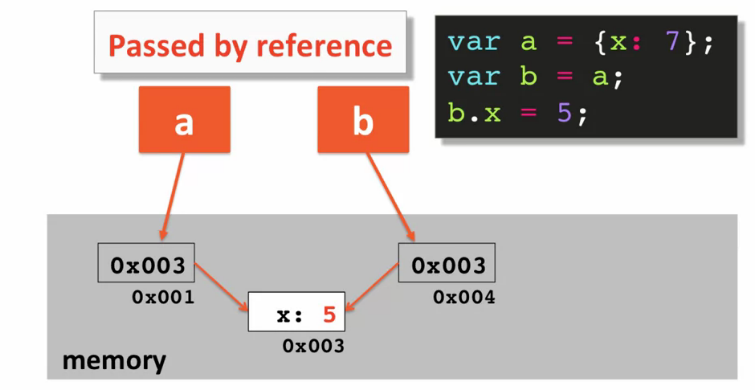 Passed by reference
var a = {x: 7};
var b = a;
b.x = 5;
a
b
0x003
0x001
0x003
0x004
x: 5
0x003
memory